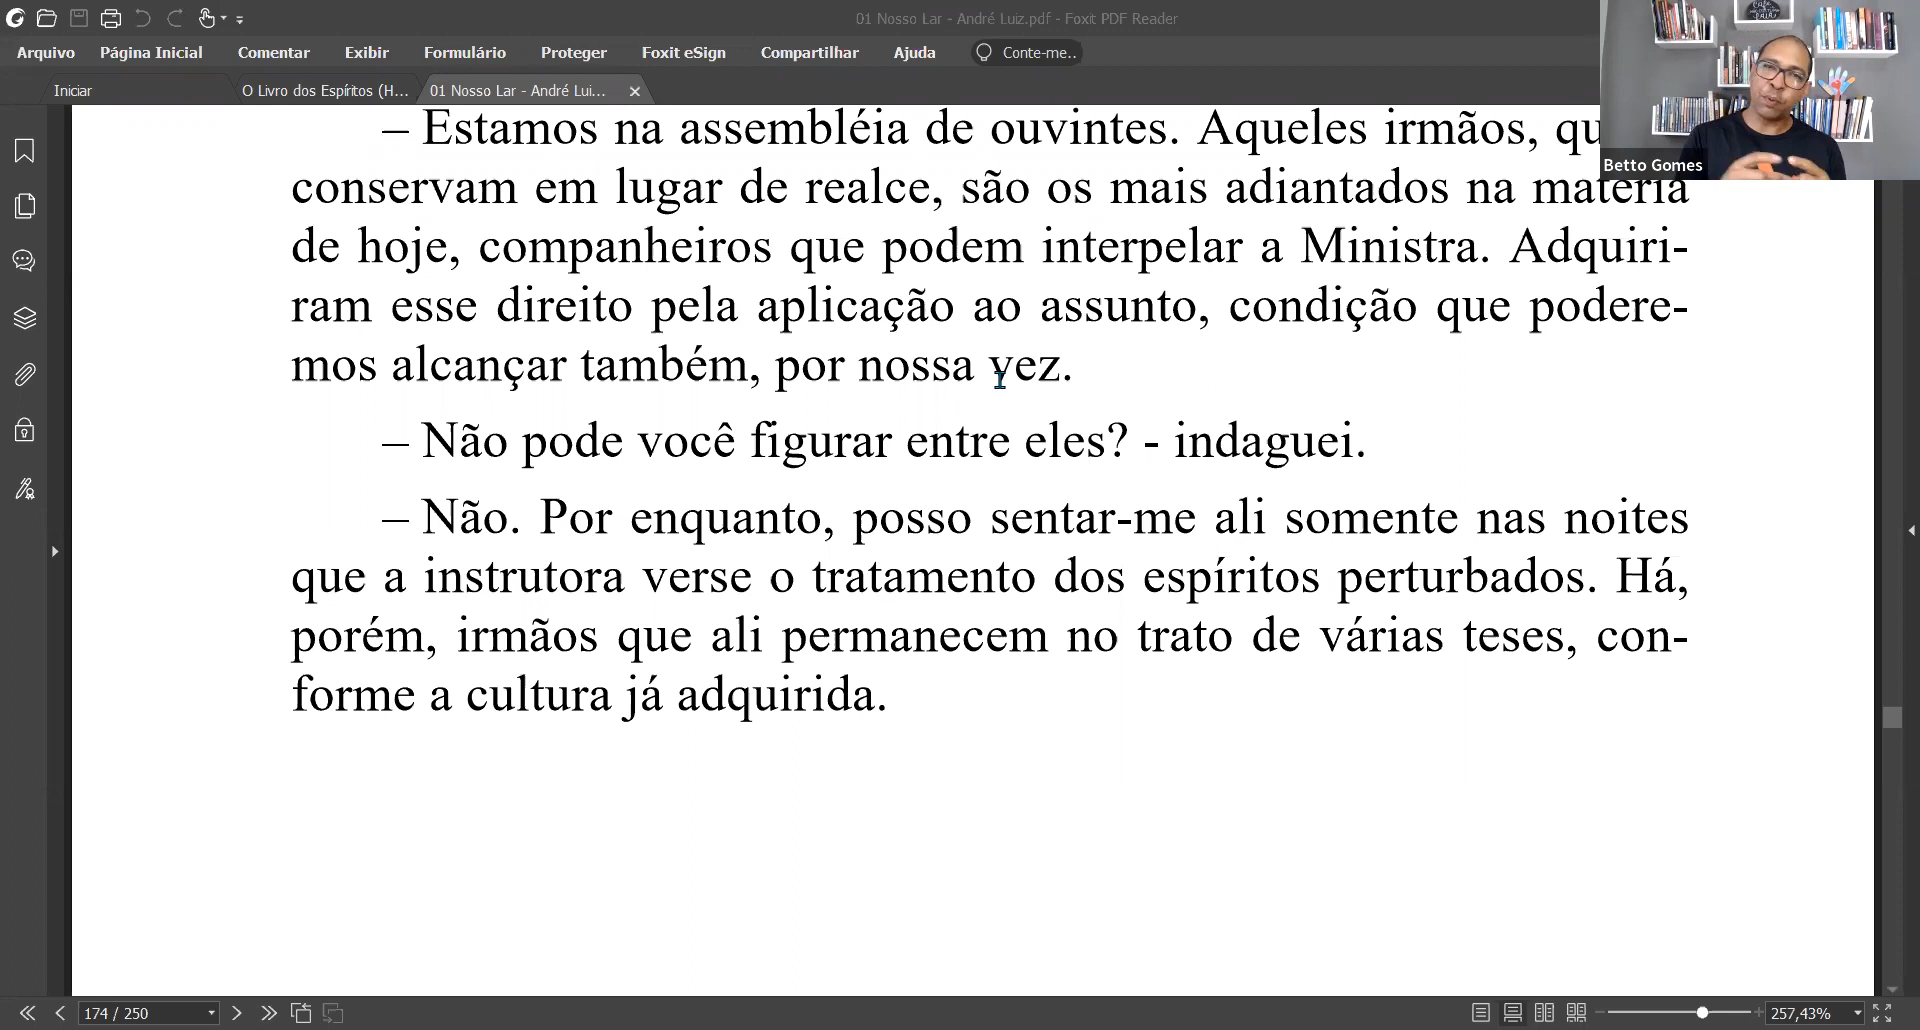 01 Nosso Lar - André Luiz.pdf - Foxit PDF Reader
Arquivo Página Inicial Comentar Exibir Formulário Proteger Foxit eSign Compartilhar Ajuda Conte-me..
Iniciar O Livro dos Espíritos (H... 01 Nosso Lar - André Lui...
Betto Gomes
– Estamos na assembléia de ouvintes. Aqueles irmãos,
conservam em lugar de realce, são os mais adiantados na matéria
de hoje, companheiros que podem interpelar a Ministra. Adquiri-
ram esse direito pela aplicação ao assunto, condição que podere-
mos alcançar também, por nossa vez.
– Não pode você figurar entre eles? - indaguei.
– Não. Por enquanto, posso sentar-me ali somente nas noites
que a instrutora verse o tratamento dos espíritos perturbados. Há,
porém, irmãos que ali permanecem no trato de várias teses, con-
forme a cultura já adquirida.
174 / 250 257,43%